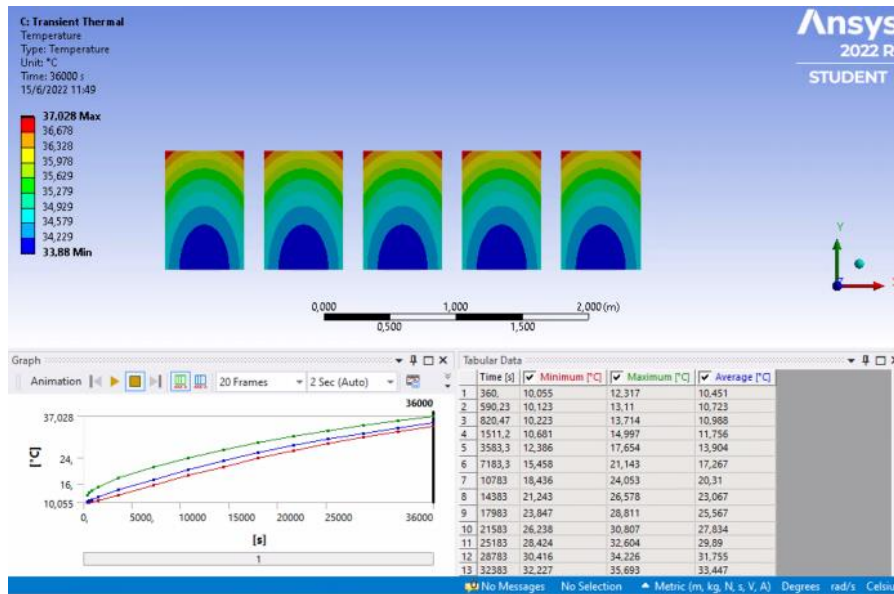 C: Transient Thermal
Temperature
Type: Temperature
Unit: °C
Time: 36000 s
15/6/2022 11:49
37,028 Max
36,678
36,328
35,978
35,629
35,279
34,929
34,579
34,229
33,88 Min
Ansys
2022 R
STUDENT
Y
0,000 1,000 2,000 (m)
0,500 1,500
Graph
Animation 20 Frames 2 Sec (Auto)
36000
37,028
24,
16,
10,055
[°C]
0, 5000, 10000 15000 20000 25000 36000
[s]
1
Tabular Data
Time [s] Minimum [°C] Maximum [°C] Average [°C]
1 360, 10,055 12,317 10,451
2 590,23 10,123 13,11 10,723
3 820,47 10,223 13,714 10,988
4 1511,2 10,681 14,997 11,756
5 3583,3 12,386 17,654 13,904
6 7183,3 15,458 21,143 17,267
7 10783 18,436 24,053 20,31
8 14383 21,243 26,578 23,067
9 17983 23,847 28,811 25,567
10 21583 26,238 30,807 27,834
11 25183 28,424 32,604 29,89
12 28783 30,416 34,226 31,755
13 32383 32,227 35,693 33,447
No Messages No Selection Metric (m, kg, N, s, V, A) Degrees rad/s Celsiu